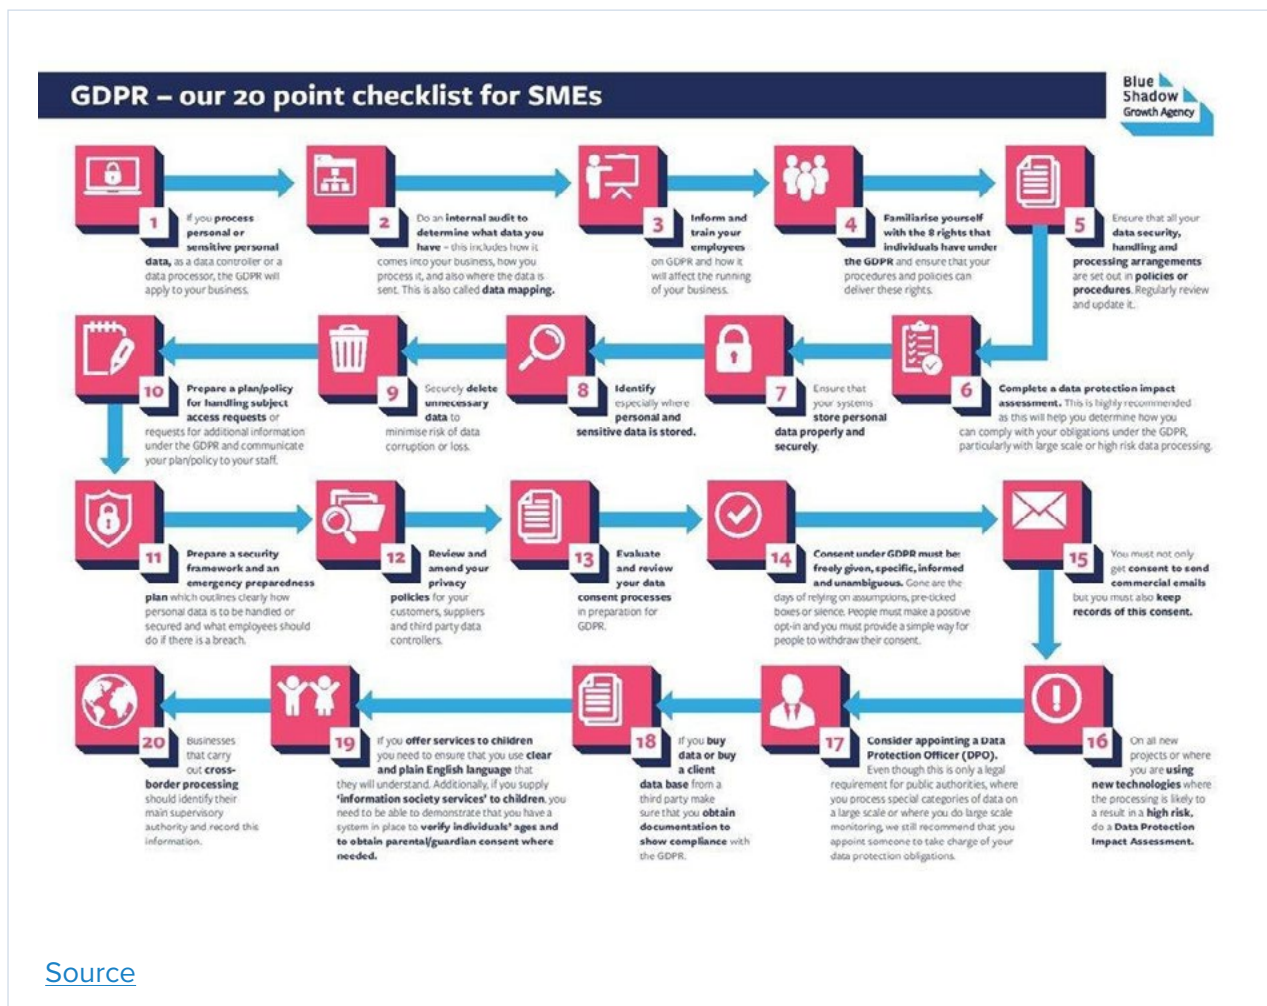 GDPR – our 20 point checklist for SMEs
Blue
Shadow
Growth Agency
1
If you process
personal or
sensitive personal
data, as a data controller or a
data processor, the GDPR will
apply to your business.
2
Do an internal audit to
determine what data you
have – this includes how it
comes into your business, how you
process it, and also where the data is
sent. This is also called data mapping.
3
Inform and
train your
employees
on GDPR and how it
will affect the running
of your business.
4
Familiarise yourself
with the 8 rights that
individuals have under
the GDPR and ensure that your
procedures and policies can
deliver these rights.
5
Ensure that all your
data security,
handling and
processing arrangements
are set out in policies or
procedures. Regularly review
and update it.
6
Complete a data protection impact
assessment. This is highly recommended
as this will help you determine how you
can comply with your obligations under the GDPR,
particularly with large scale or high risk data processing.
7
Ensure that
your systems
store personal
data properly and
securely.
8
Identify
especially where
personal and
sensitive data is stored.
9
Securely delete
unnecessary
data to
minimise risk of data
corruption or loss.
10
Prepare a plan/policy
for handling subject
access requests or
requests for additional information
under the GDPR and communicate
your plan/policy to your staff.
11
Prepare a security
framework and an
emergency preparedness
plan which outlines clearly how
personal data is to be handled or
secured and what employees should
do if there is a breach.
12
Review and
amend your
privacy
policies for your
customers, suppliers
and third party data
controllers.
13
Evaluate
and review
your data
consent processes
in preparation for
GDPR.
14
Consent under GDPR must be:
freely given, specific, informed
and unambiguous. Gone are the
days of relying on assumptions, pre-ticked
boxes or silence. People must make a positive
opt-in and you must provide a simple way for
people to withdraw their consent.
15
You must not only
get consent to send
commercial emails
but you must also keep
records of this consent.
16
On all new
projects or where
you are using
new technologies where
the processing is likely to
a result in a high risk,
do a Data Protection
Impact Assessment.
17
Consider appointing a Data
Protection Officer (DPO).
Even though this is only a legal
requirement for public authorities, where
you process special categories of data on
a large scale or where you do large scale
monitoring, we still recommend that you
appoint someone to take charge of your
data protection obligations.
18
If you buy
data or buy
a client
data base from a
third party make
sure that you obtain
documentation to
show compliance with
the GDPR.
19
If you offer services to children
you need to ensure that you use clear
and plain English language that
they will understand. Additionally, if you supply
'information society services' to children, you
need to be able to demonstrate that you have a
system in place to verify individuals' ages and
to obtain parental/guardian consent where
needed.
20
Businesses
that carry
out cross-
border processing
should identify their
main supervisory
authority and record this
information.
Source